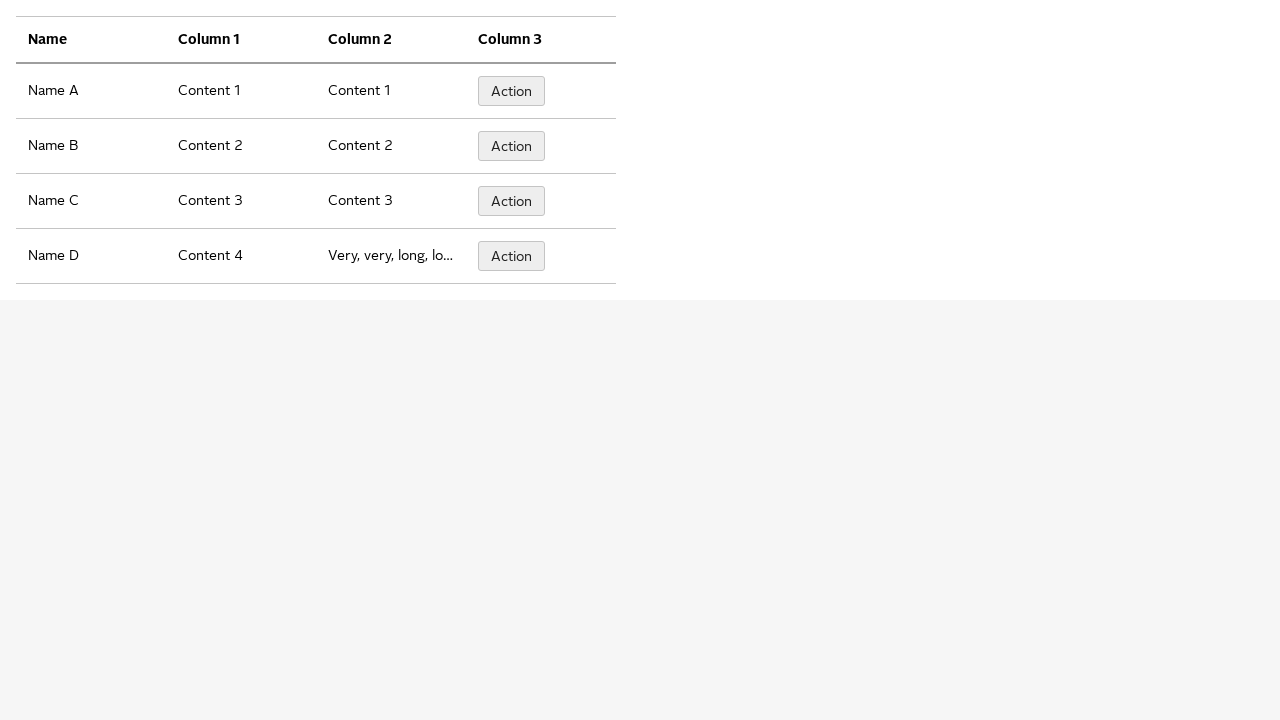 Name Column 1 Column 2 Column 3
Name A Content 1 Content 1 Action
Name B Content 2 Content 2 Action
Name C Content 3 Content 3 Action
Name D Content 4 Very, very, long, lo... Action